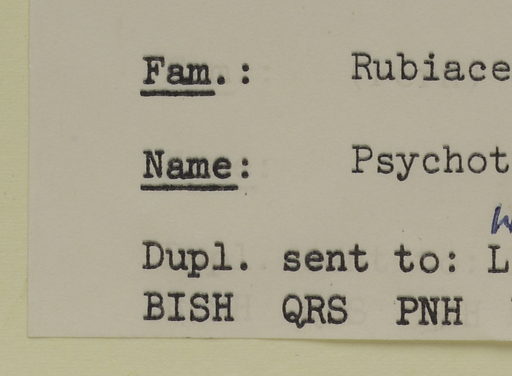 Fam.: Rubiace
Name: Psychot
Dupl. sent to: L
BISH QRS PNH